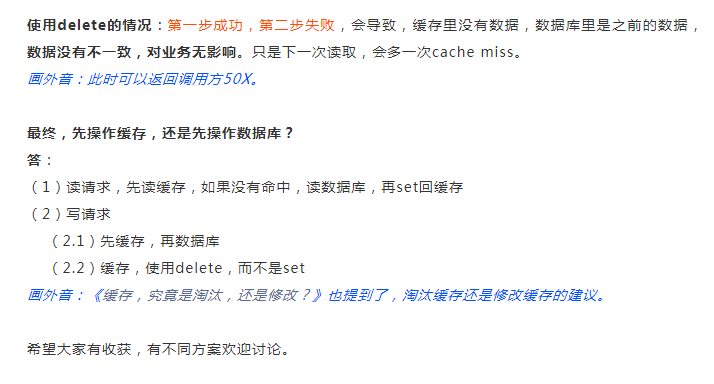 使用delete的情况：第一步成功，第二步失败，会导致，缓存里没有数据，数据库里是之前的数据，
数据没有不一致，对业务无影响。只是下一次读取，会多一次cache miss。
画外音：此时可以返回调用方50X。
最终，先操作缓存，还是先操作数据库？
答：
（1）读请求，先读缓存，如果没有命中，读数据库，再set回缓存
（2）写请求
（2.1）先缓存，再数据库
（2.2）缓存，使用delete，而不是set
画外音：《缓存，究竟是淘汰，还是修改？》也提到了，淘汰缓存还是修改缓存的建议。
希望大家有收获，有不同方案欢迎讨论。